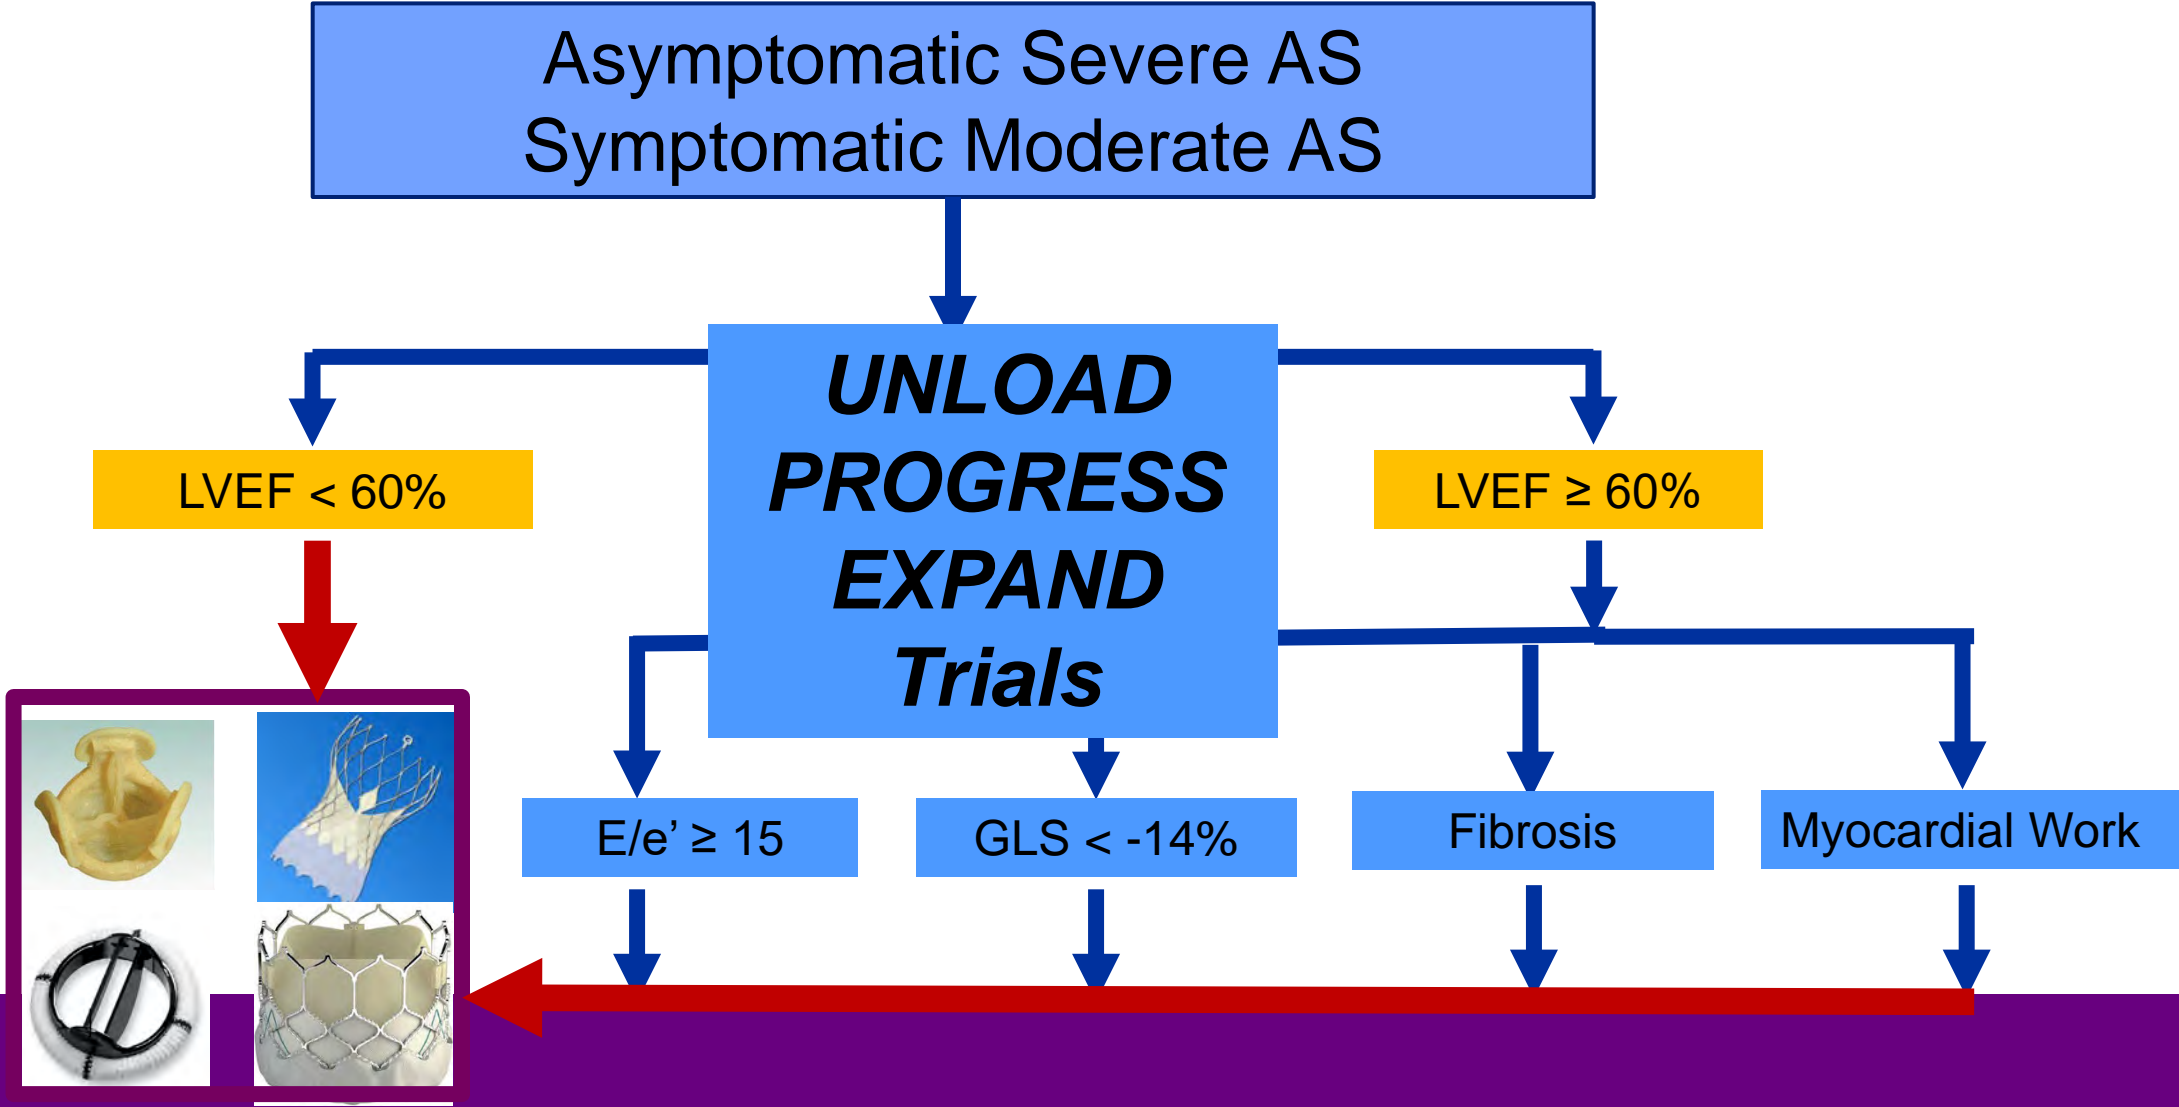 Asymptomatic Severe AS
Symptomatic Moderate AS
UNLOAD
PROGRESS
EXPAND
Trials
LVEF < 60%
LVEF ≥ 60%
E/e’ ≥ 15
GLS < -14%
Fibrosis
Myocardial Work